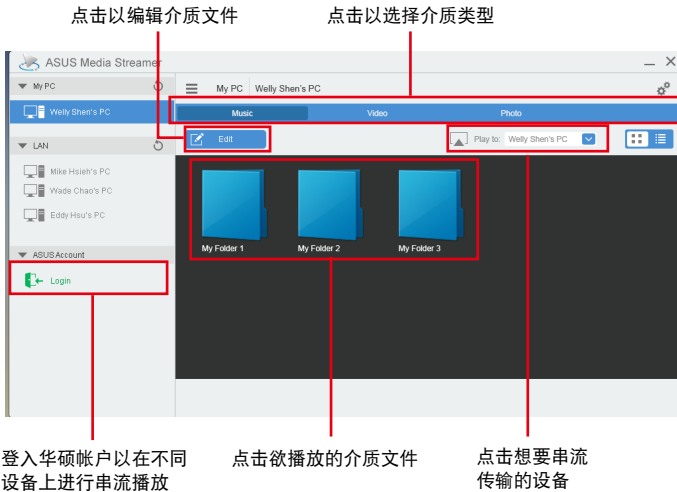 点击以编辑介质文件
点击以选择介质类型
ASUS Media Streamer
My PC
My PC Welly Shen's PC
Welly Shen's PC
Music Video Photo
Edit
Play to: Welly Shen's PC
LAN
Mike Hsieh's PC
Wade Chao's PC
Eddy Hsu's PC
My Folder 1 My Folder 2 My Folder 3
ASUS Account
Login
登入华硕帐户以在不同
设备上进行串流播放
点击欲播放的介质文件
点击想要串流
传输的设备